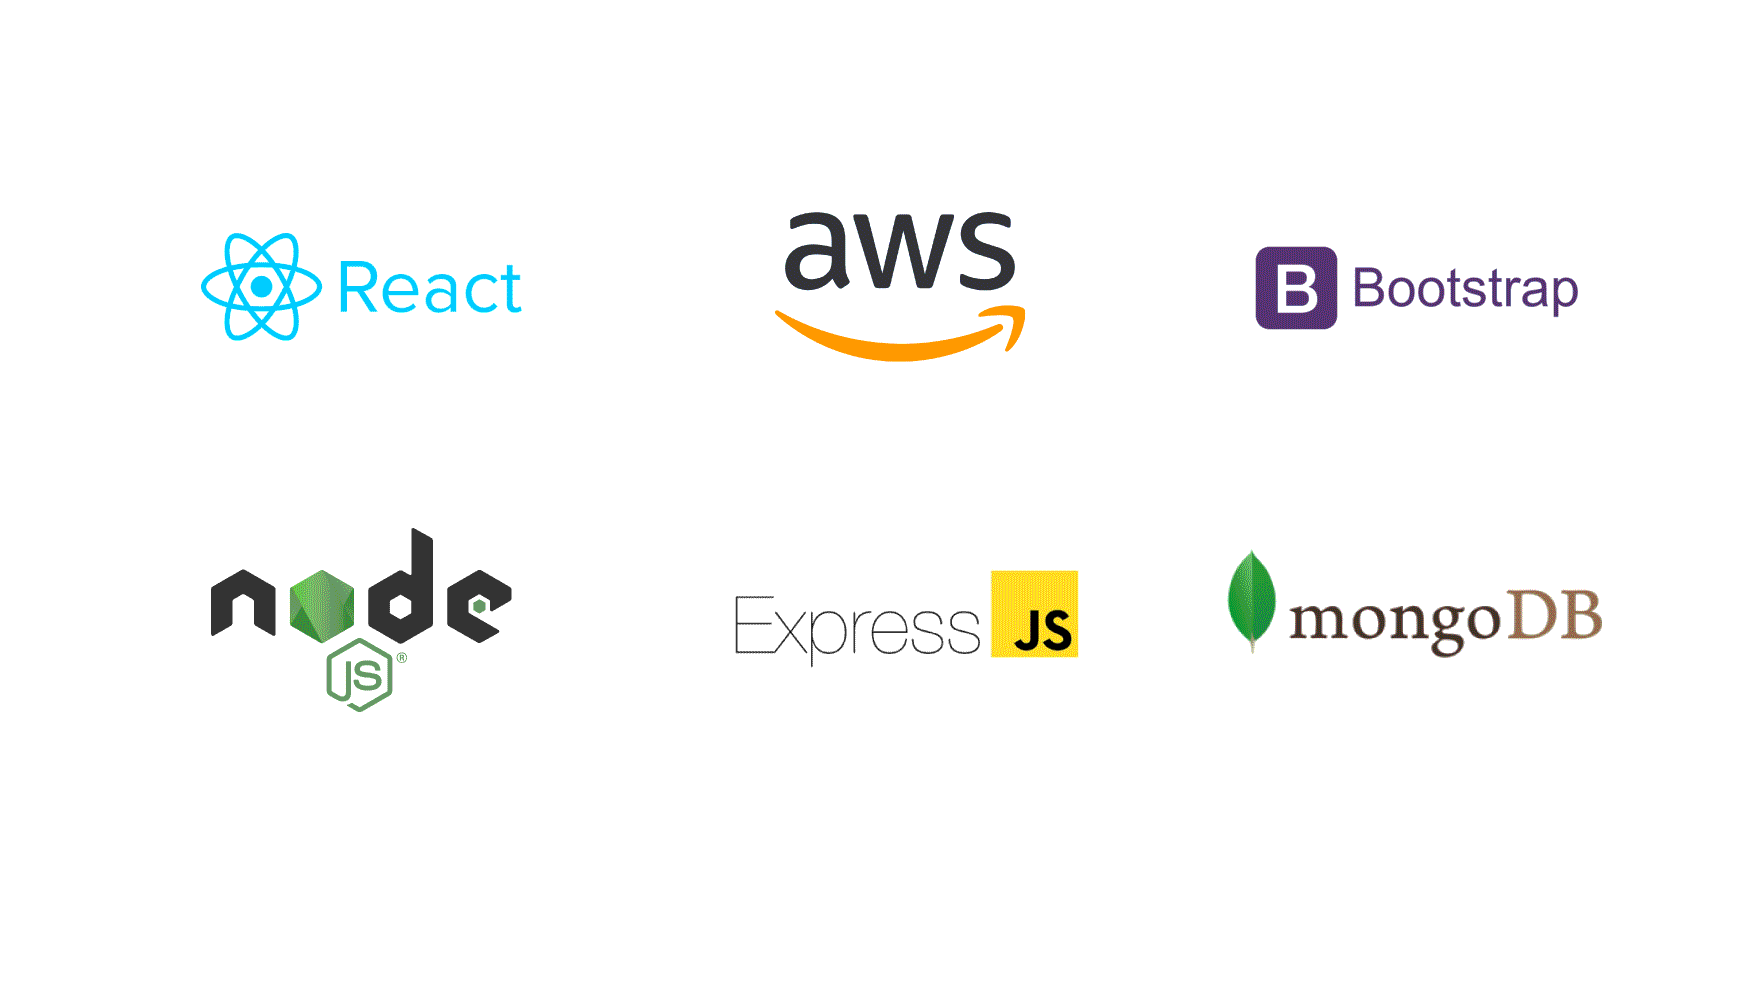 React
aws
B Bootstrap
node
JS ®
Express JS
mongoDB